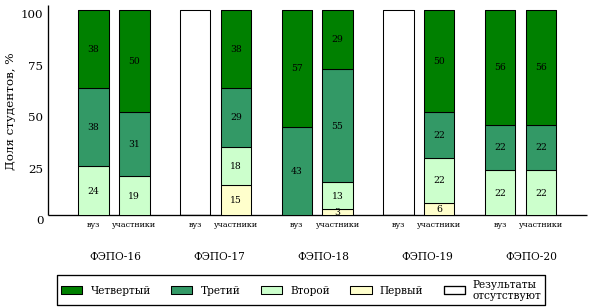 Доля студентов, %
100
75
50
25
0
38 38 24
50 31 19
38 29 18 15
57 43
29 55 13 3
50 22 22 6
56 22 22
56 22 22
вуз участники вуз участники вуз участники вуз участники вуз участники
ФЭПО-16 ФЭПО-17 ФЭПО-18 ФЭПО-19 ФЭПО-20
Четвертый Третий Второй Первый Результаты
отсутствуют